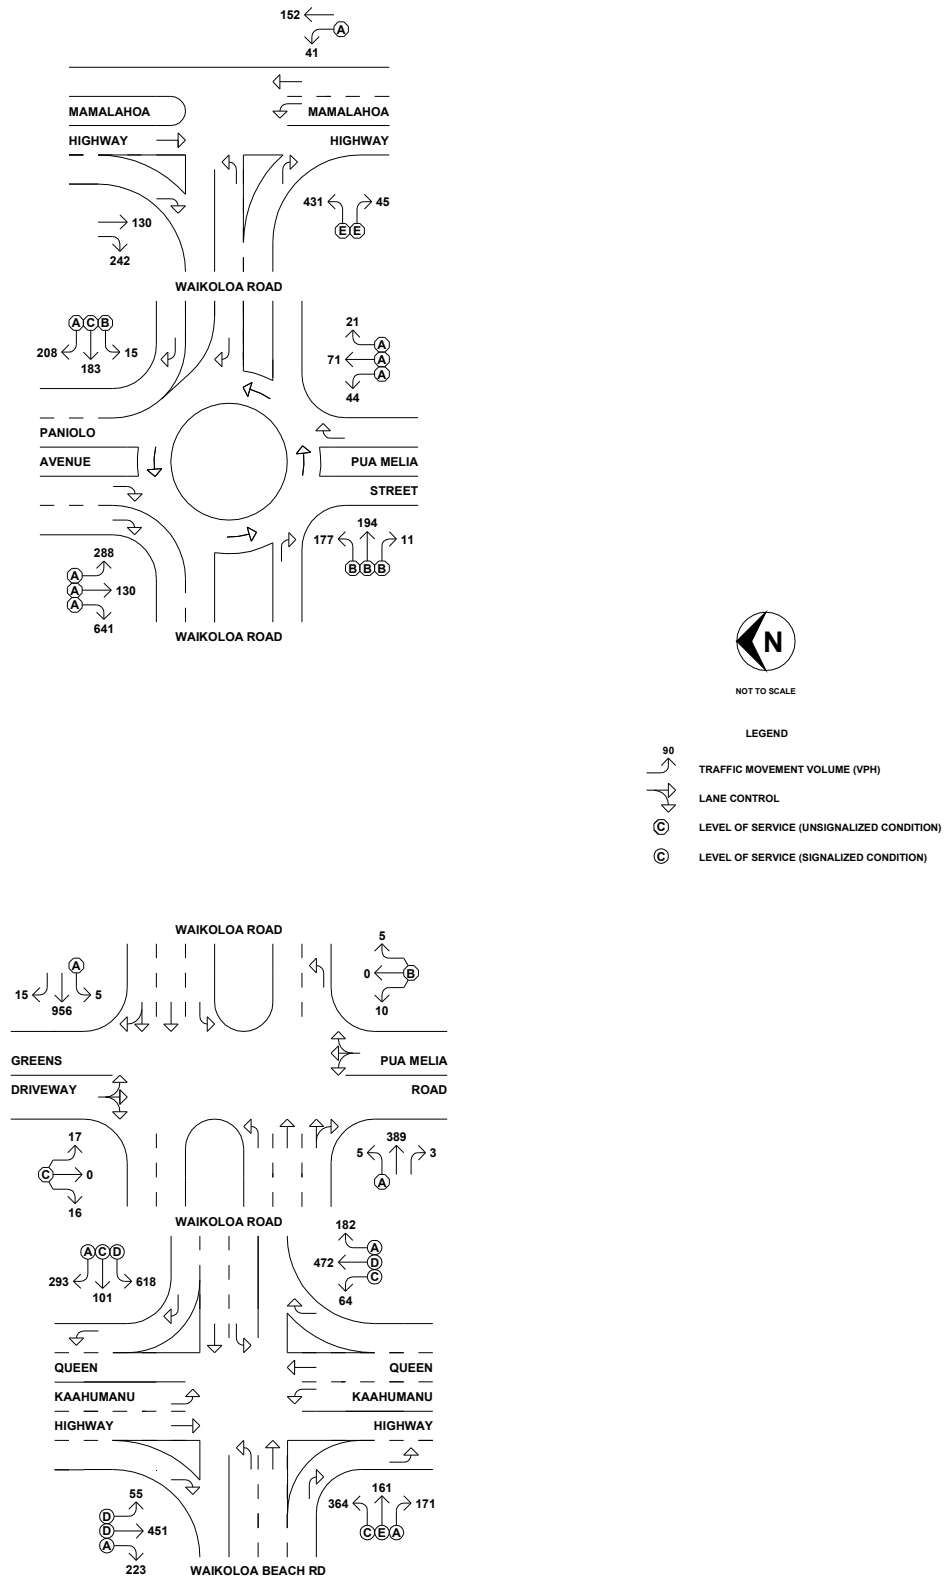 152
A
41
MAMALAHOA MAMALAHOA
HIGHWAY HIGHWAY
431 45
E E
130
242
WAIKOLOA ROAD
A C B
208 15
183
21
A
71 A
A
44
PANIOLO
AVENUE PUA MELIA
STREET
194
177 11
B B B
288
A
A 130
A
641
WAIKOLOA ROAD
N
NOT TO SCALE
LEGEND
90
TRAFFIC MOVEMENT VOLUME (VPH)
LANE CONTROL
C LEVEL OF SERVICE (UNSIGNALIZED CONDITION)
C LEVEL OF SERVICE (SIGNALIZED CONDITION)
WAIKOLOA ROAD
A
15 5
956
5
0 B
10
GREENS PUA MELIA
DRIVEWAY ROAD
17
C 0
16
389
5 3
A
WAIKOLOA ROAD
A C D
293 618
101
182
A
472 D
C
64
QUEEN QUEEN
KAAHUMANU KAAHUMANU
HIGHWAY HIGHWAY
55
D
D 451
A
223
161
364 171
C E A
WAIKOLOA BEACH RD